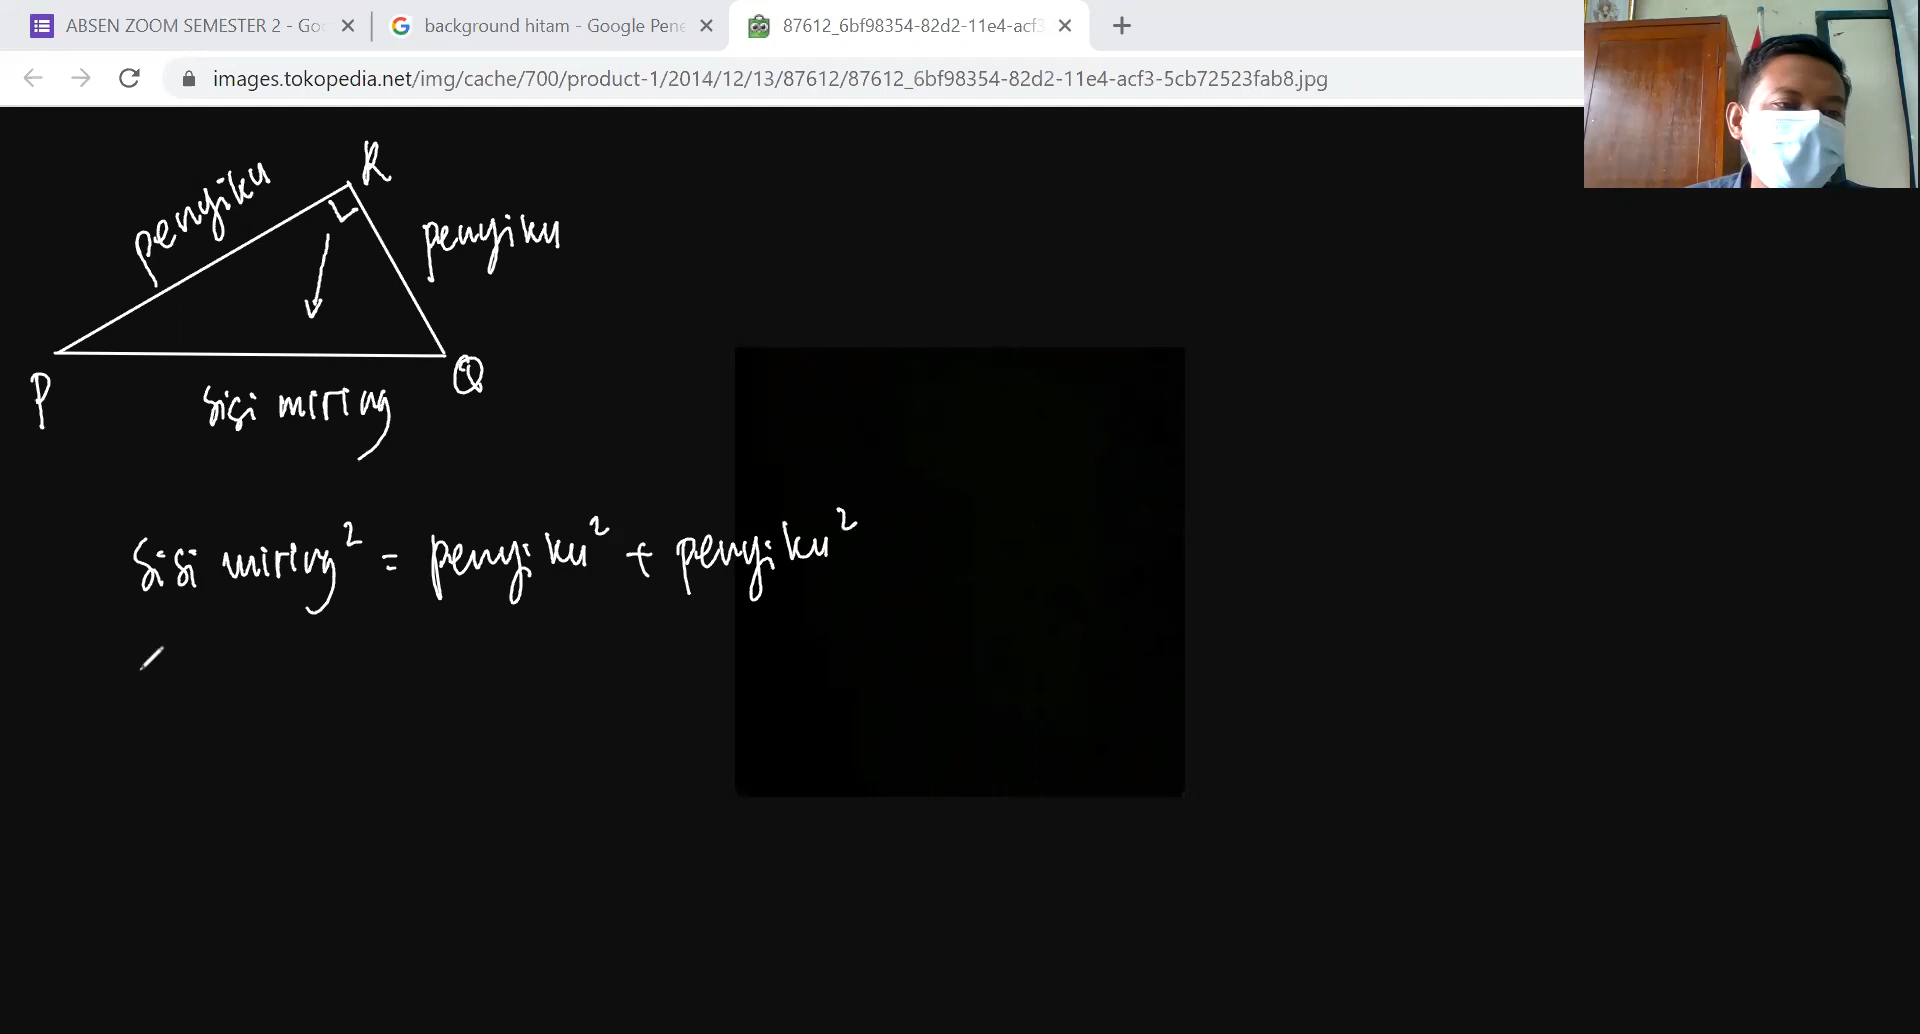 ABSEN ZOOM SEMESTER 2 - Goo
background hitam - Google Pene
87612_6bf98354-82d2-11e4-acf3
images.tokopedia.net/img/cache/700/product-1/2014/12/13/87612/87612_6bf98354-82d2-11e4-acf3-5cb72523fab8.jpg
R
penyiku
penyiku
P
Q
sisi miring
sisi miring² = penyiku² + penyiku²